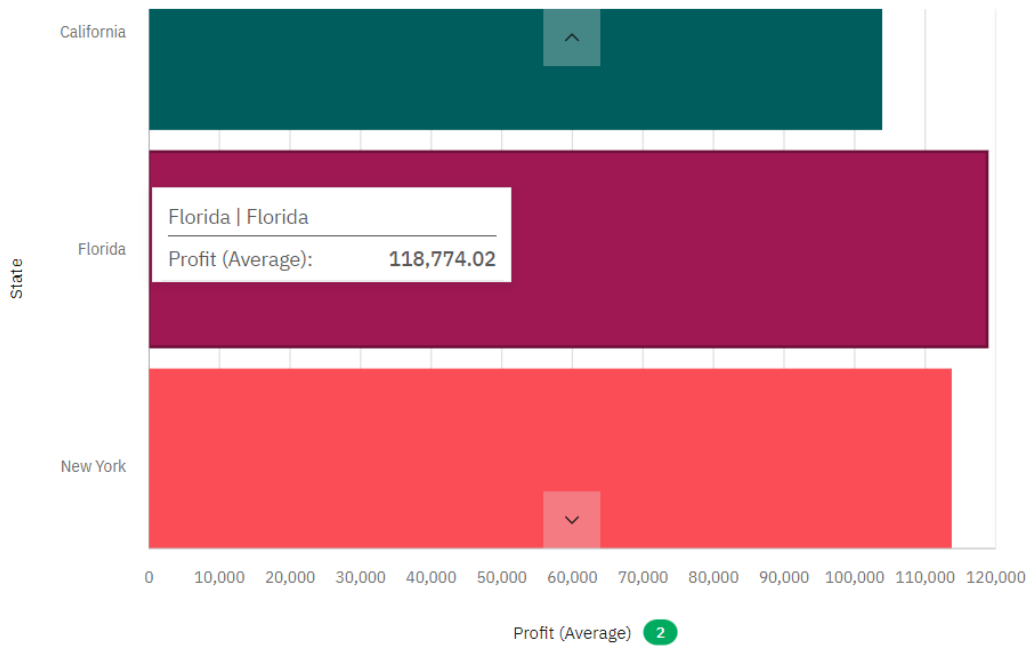 California
Florida | Florida
Profit (Average): 118,774.02
Florida
State
New York
0 10,000 20,000 30,000 40,000 50,000 60,000 70,000 80,000 90,000 100,000 110,000 120,000
Profit (Average) 2